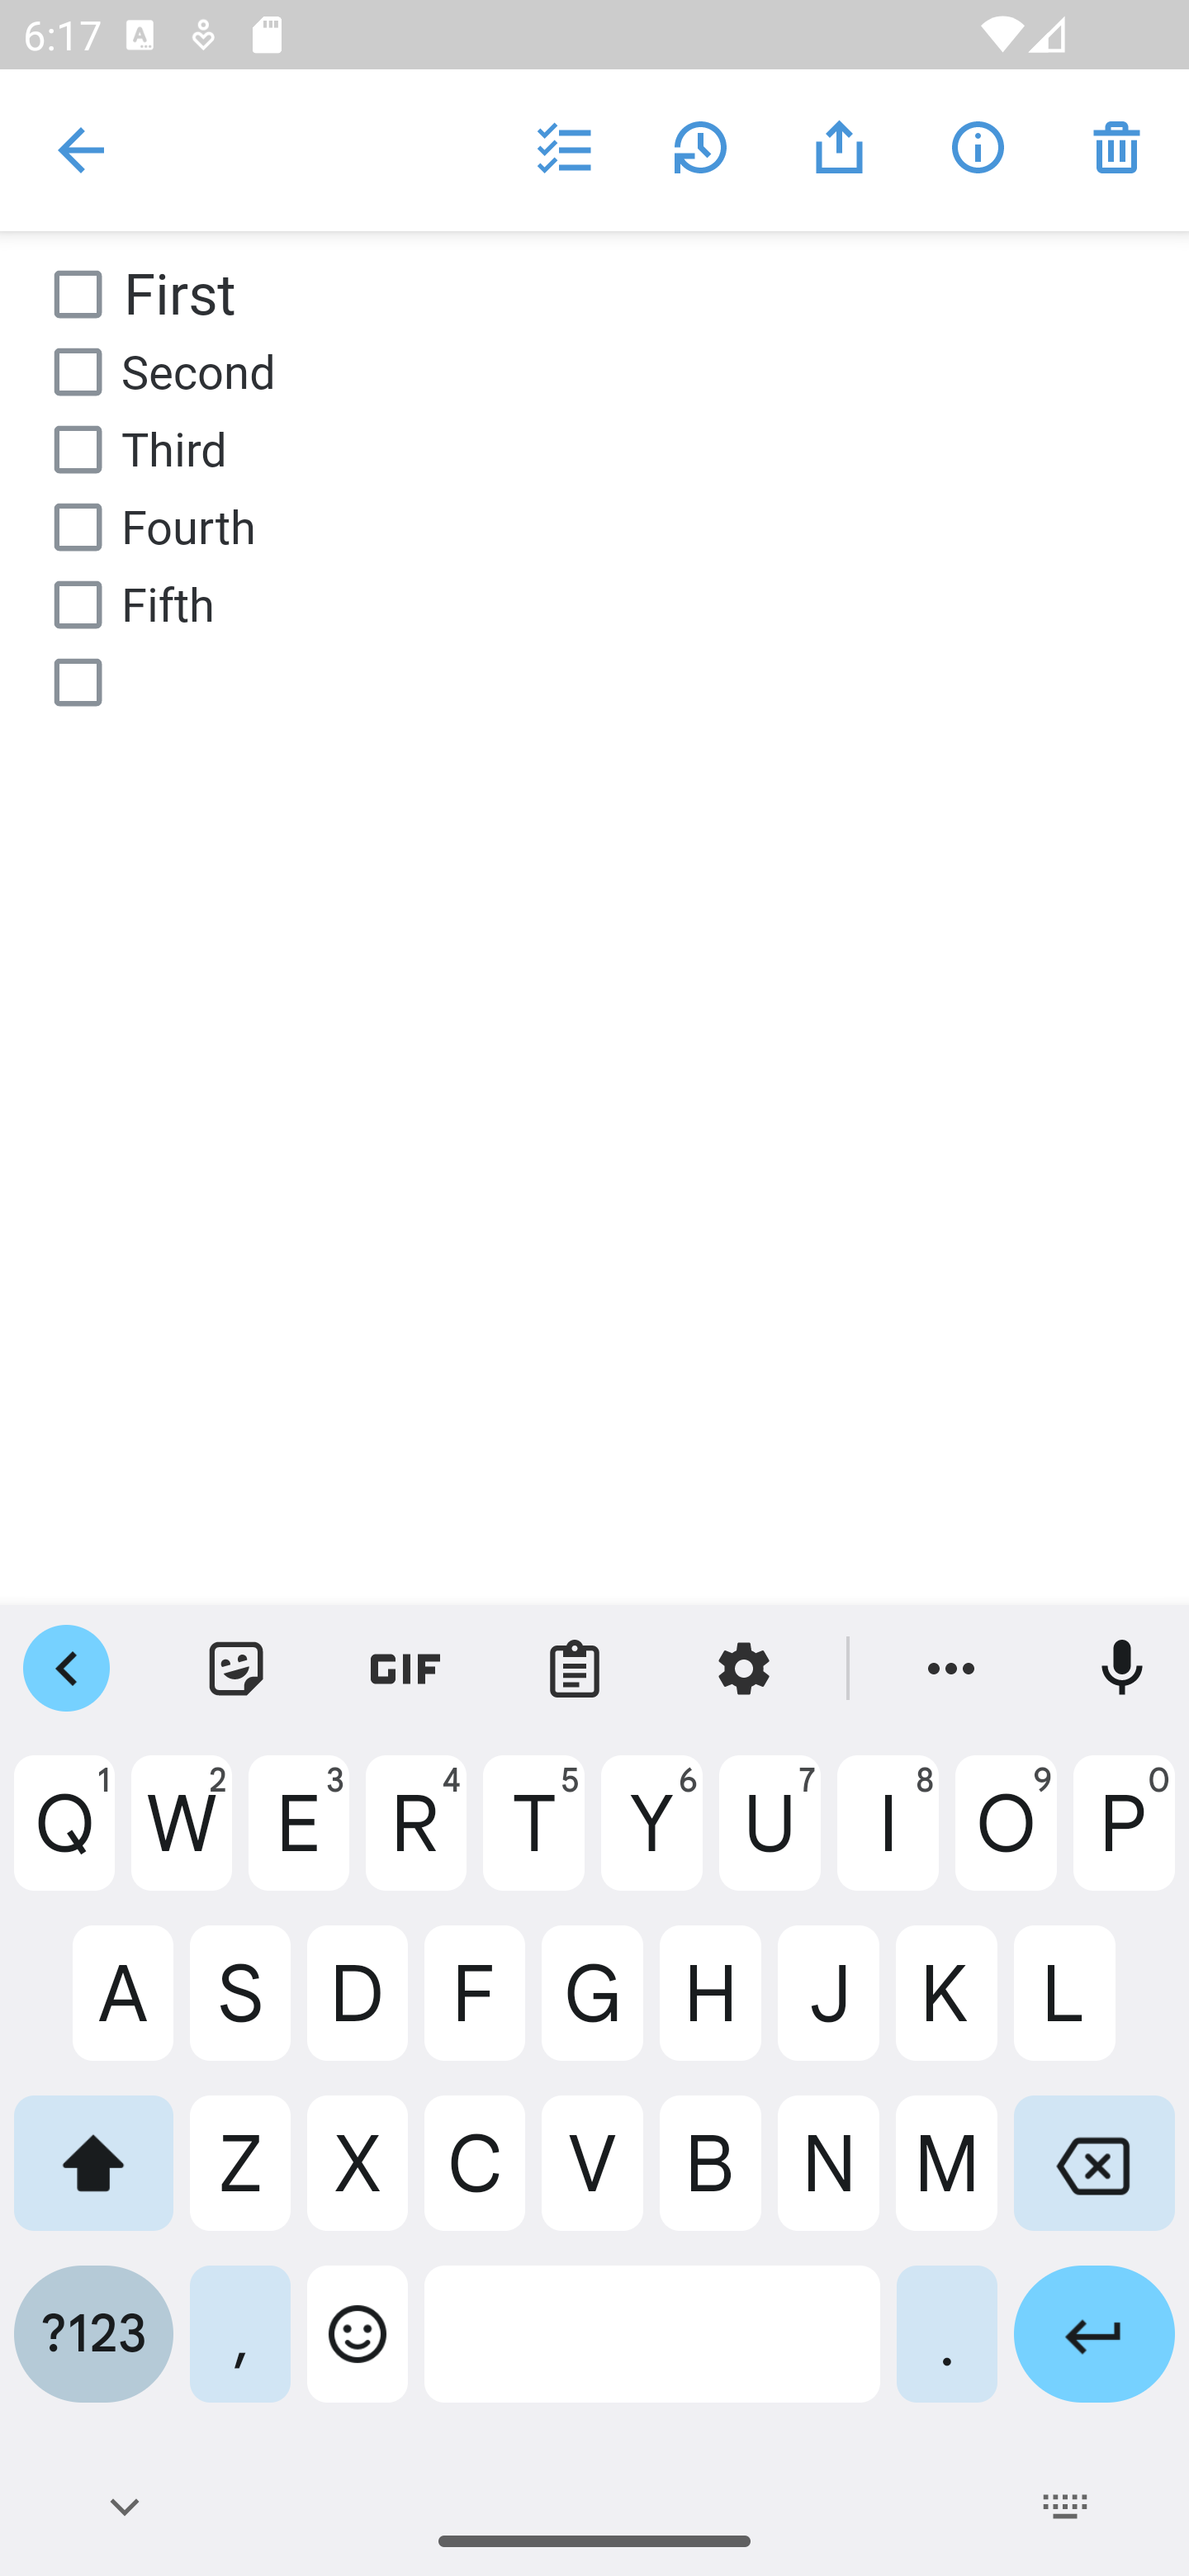 6:17
First
Second
Third
Fourth
Fifth
GIF
Q1 W2 E3 R4 T5 Y6 U7 I8 O9 P0
A S D F G H J K L
Z X C V B N M
?123 , .